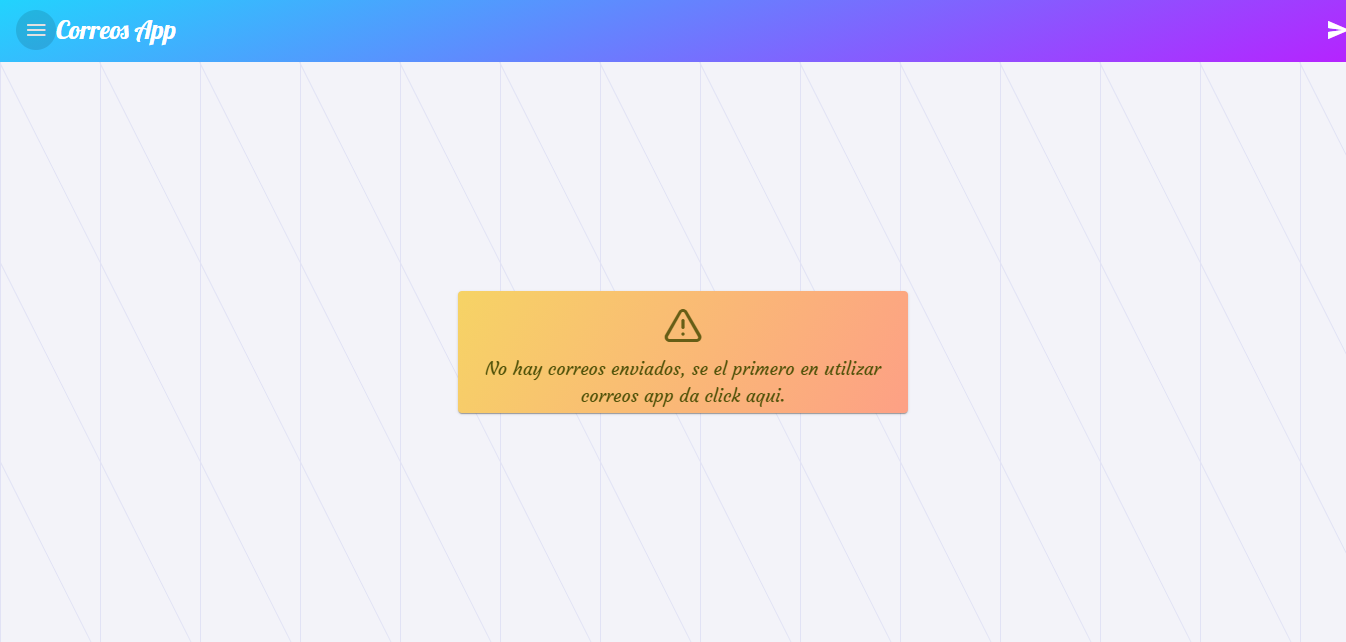 Correos App
No hay correos enviados, se el primero en utilizar
correos app da click aqui.